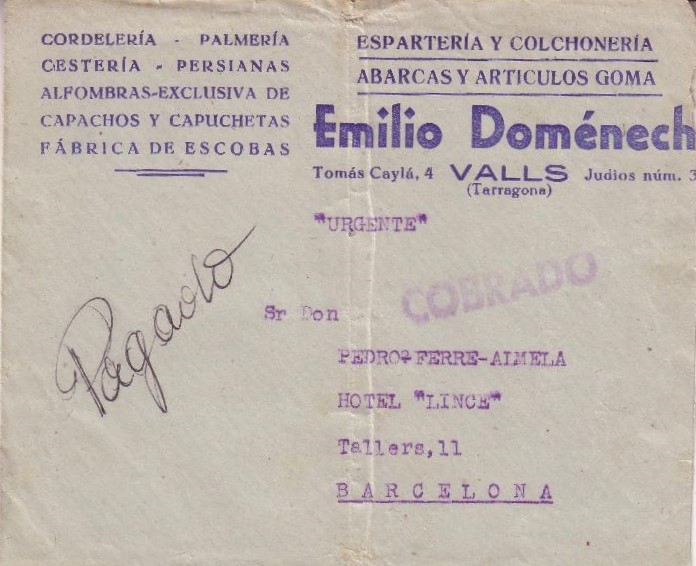 CORDELERÍA - PALMERÍA
CESTERÍA - PERSIANAS
ALFOMBRAS-EXCLUSIVA DE
CAPACHOS Y CAPUCHETAS
FÁBRICA DE ESCOBAS
ESPARTERÍA Y COLCHONERÍA
ABARCAS Y ARTICULOS GOMA
Emilio Doménech
Tomás Caylá, 4 VALLS Judios núm. 3
(Tarragona)
"URGENTE"
COBRADO
Pagado
Sr Don
PEDRO FERRE-AIMELA
HOTEL "LINCE"
Tallers,11
BARCELONA